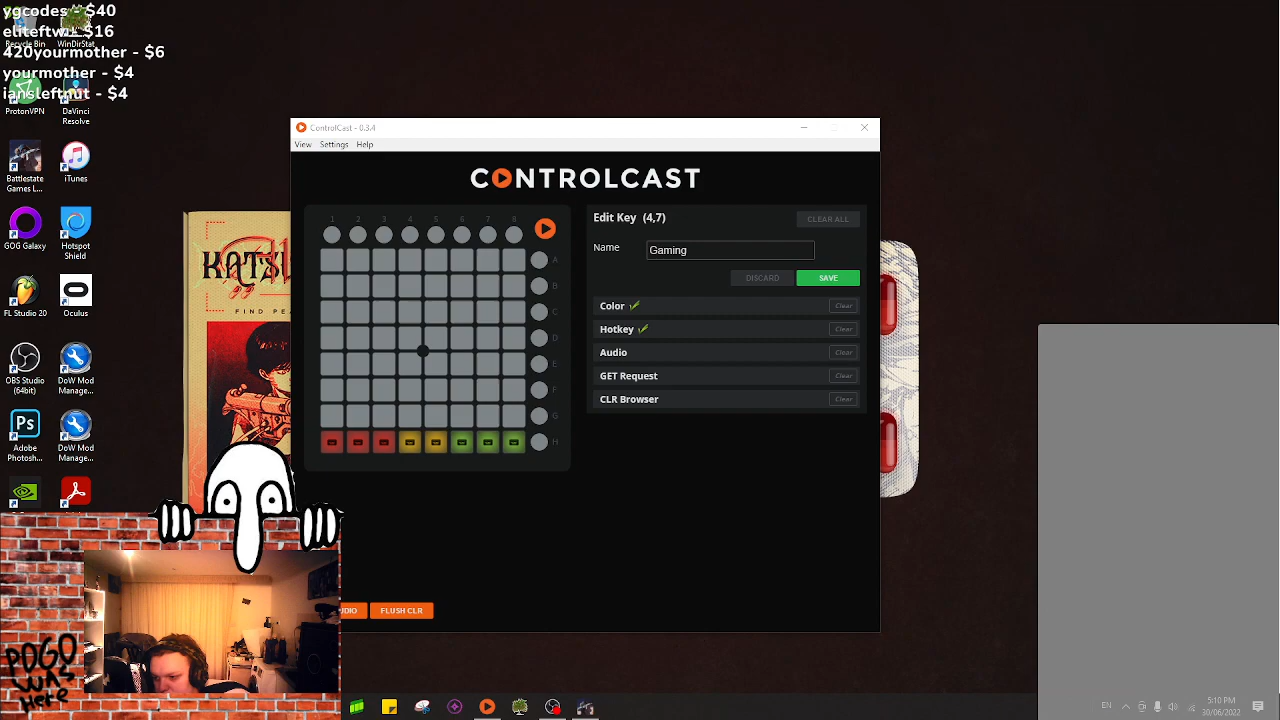 ygcodes - $40
eliteftw - $16
420yourmother - $6
yourmother - $4
iansleftnut - $4
Recycle Bin
WinDirStat
ProtonVPN
DaVinci Resolve
Battlestate Games L...
iTunes
GOG Galaxy
Hotspot Shield
FL Studio 20
Oculus
OBS Studio (64bit)
DoW Mod Manage...
Adobe Photosh...
DoW Mod Manage...
FIND PE
ControlCast - 0.3.4
View Settings Help
CONTROLCAST
1 2 3 4 5 6 7 8
A
B
C
D
E
F
G
H
Edit Key (4,7)
CLEAR ALL
Name Gaming
DISCARD SAVE
Color Clear
Hotkey Clear
Audio Clear
GET Request Clear
CLR Browser Clear
UDIO FLUSH CLR
POGO
WAS
HERE
EN
5:10 PM
30/06/2022